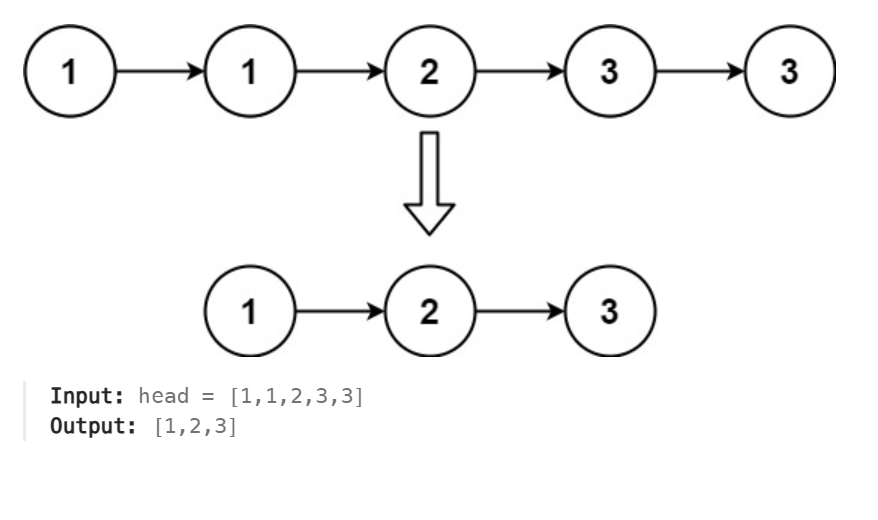 1 1 2 3 3
1 2 3
Input: head = [1,1,2,3,3]
Output: [1,2,3]